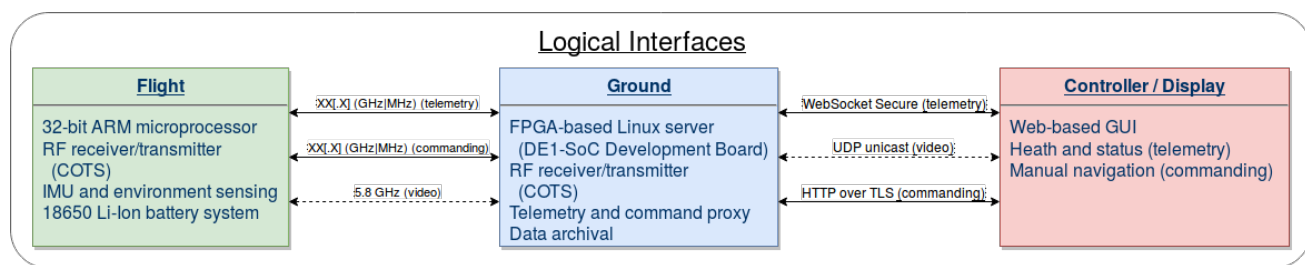 Logical Interfaces
Flight
32-bit ARM microprocessor
RF receiver/transmitter
(COTS)
IMU and environment sensing
18650 Li-Ion battery system
XX[.X] (GHz|MHz) (telemetry)
XX[.X] (GHz|MHz) (commanding)
5.8 GHz (video)
Ground
FPGA-based Linux server
(DE1-SoC Development Board)
RF receiver/transmitter
(COTS)
Telemetry and command proxy
Data archival
WebSocket Secure (telemetry)
UDP unicast (video)
HTTP over TLS (commanding)
Controller / Display
Web-based GUI
Heath and status (telemetry)
Manual navigation (commanding)